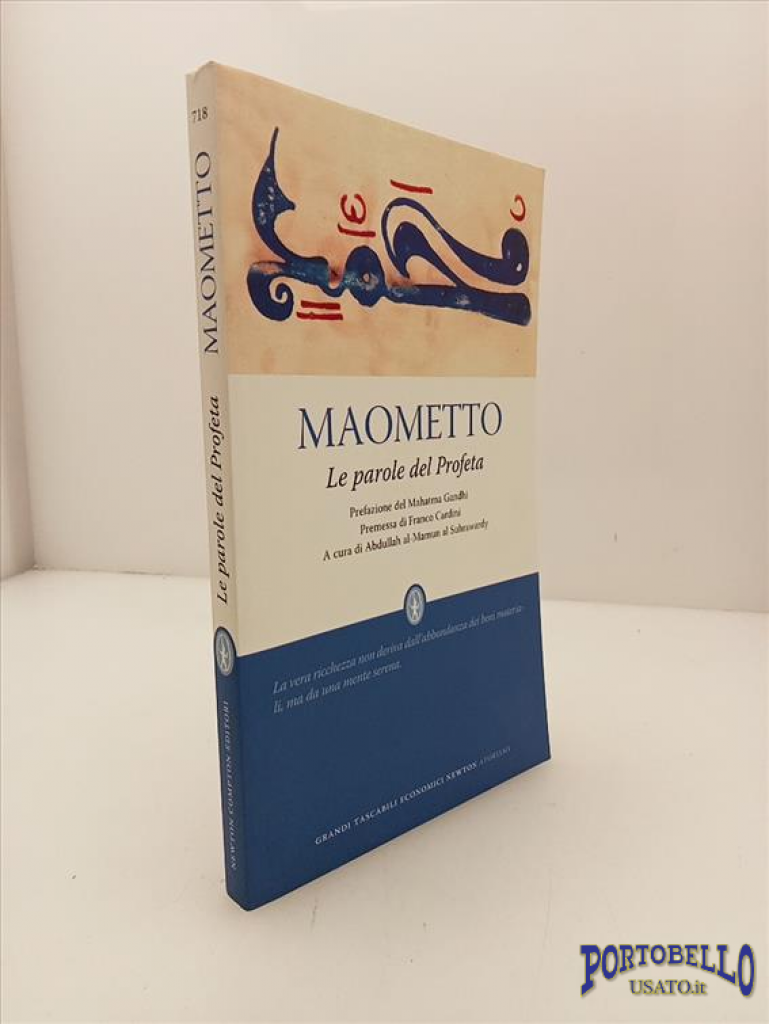 718
MAOMETTO
Le parole del Profeta
NEWTON COMPTON EDITORI
MAOMETTO
Le parole del Profeta
Prefazione del Mahatma Gandhi
Premessa di Franco Cardini
A cura di Abdullah al-Mamun al Suhrawardy
La vera ricchezza non deriva dall'abbondanza dei beni materia-
li, ma da una mente serena.
GRANDI TASCABILI ECONOMICI NEWTON AFORISMI
PORTOBELLO
USATO.it